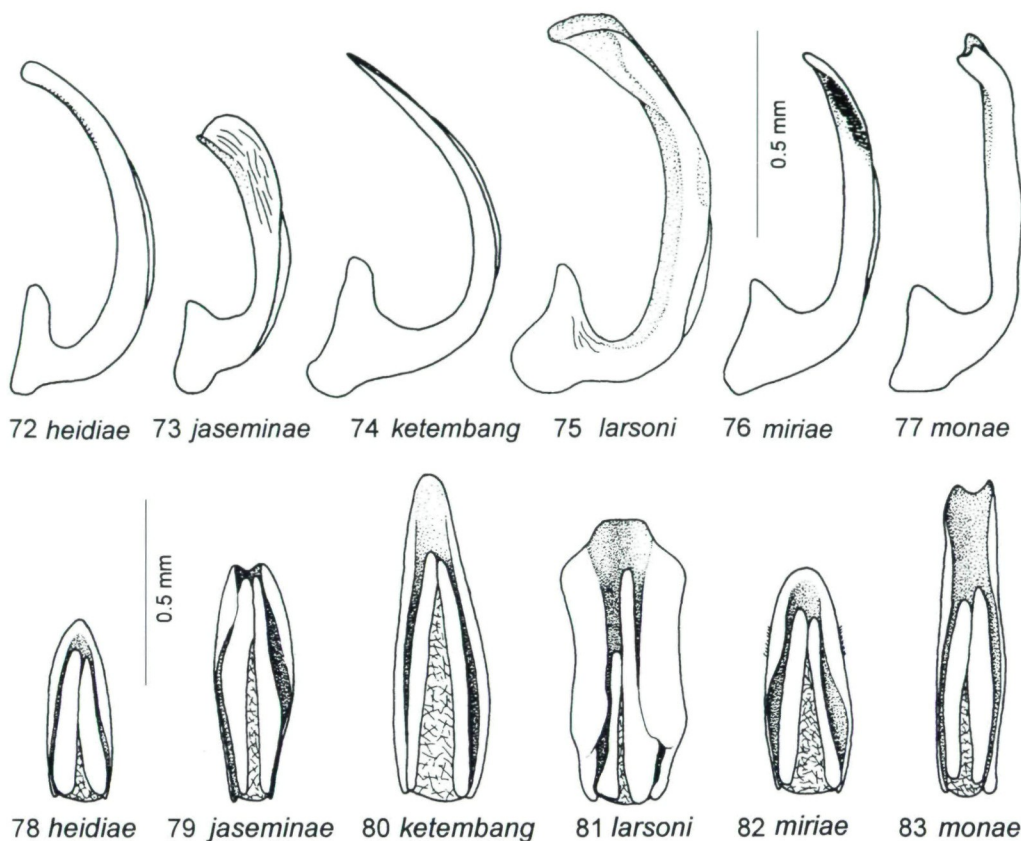 0.5 mm
72 heidiae 73 jaseminae 74 ketembang 75 larsoni 76 miriae 77 monae
0.5 mm
78 heidiae 79 jaseminae 80 ketembang 81 larsoni 82 miriae 83 monae